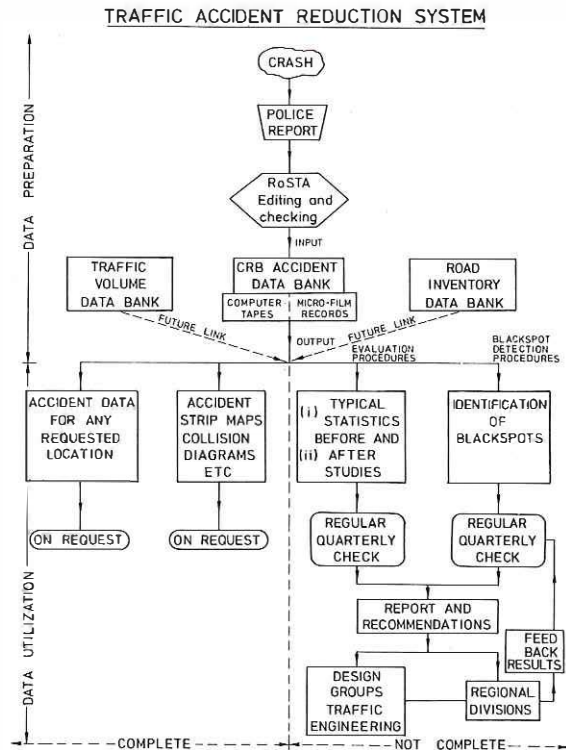 TRAFFIC ACCIDENT REDUCTION SYSTEM
CRASH
POLICE
REPORT
RoSTA
Editing and
checking
INPUT
TRAFFIC
VOLUME
DATA BANK
CRB ACCIDENT
DATA BANK
COMPUTER
TAPES
MICRO-FILM
RECORDS
ROAD
INVENTORY
DATA BANK
FUTURE LINK
OUTPUT
FUTURE LINK
EVALUATION
PROCEDURES
BLACKSPOT
DETECTION
PROCEDURES
DATA PREPARATION
ACCIDENT DATA
FOR ANY
REQUESTED
LOCATION
ACCIDENT
STRIP MAPS
COLLISION
DIAGRAMS
ETC
(i) TYPICAL
STATISTICS
BEFORE AND
(ii) AFTER
STUDIES
IDENTIFICATION
OF
BLACKSPOTS
ON REQUEST
ON REQUEST
REGULAR
QUARTERLY
CHECK
REGULAR
QUARTERLY
CHECK
REPORT AND
RECOMMENDATIONS
FEED
BACK
RESULTS
DESIGN
GROUPS
TRAFFIC
ENGINEERING
REGIONAL
DIVISIONS
DATA UTILIZATION
COMPLETE
NOT COMPLETE